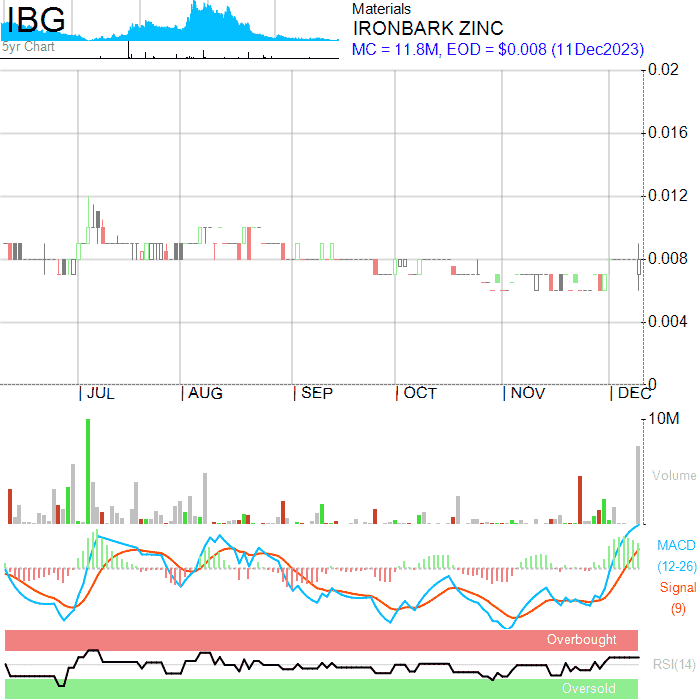 IBG
5yr Chart
Materials
IRONBARK ZINC
MC = 11.8M, EOD = $0.008 (11Dec2023)
0.02
0.016
0.012
0.008
0.004
0
| JUL | AUG | SEP | OCT | NOV | DEC
10M
Volume
MACD
(12-26)
Signal
(9)
Overbought
RSI(14)
Oversold